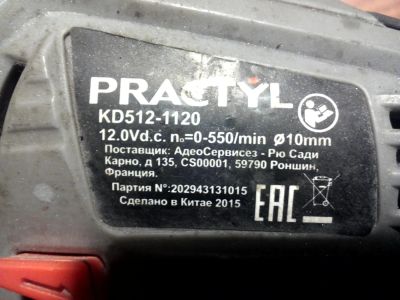 PRACTYL
KD512-1120
12.0Vd.c. n₀=0-550/min Ø10mm
Поставщик: АдеоСервисез - Рю Сади
Карно, д 135, CS00001, 59790 Роншин,
Франция.
Партия N°:202943131015
Сделано в Китае 2015
EAC